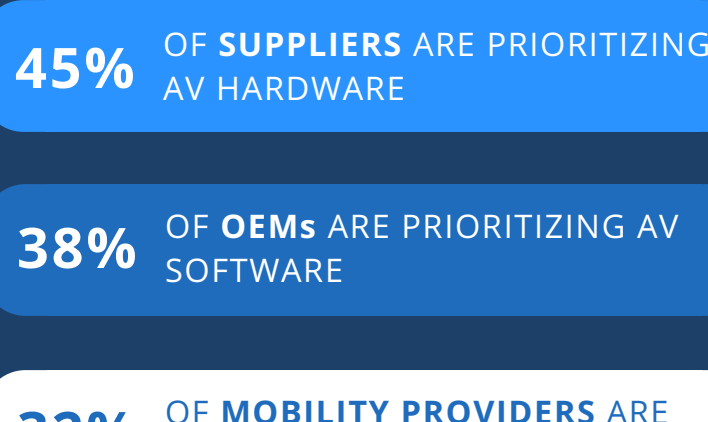 45% OF SUPPLIERS ARE PRIORITIZING
AV HARDWARE
38% OF OEMs ARE PRIORITIZING AV
SOFTWARE
OF MOBILITY PROVIDERS ARE